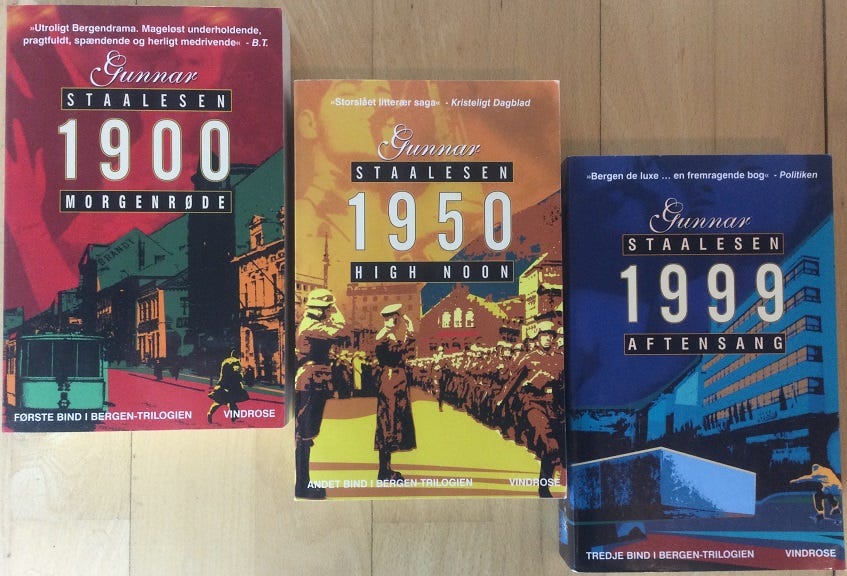 »Utroligt Bergendrama. Mageløst underholdende,
pragtfuldt, spændende og herligt medrivende« - B.T.
Gunnar
STAALESEN
1900
MORGENRØDE
BRANDT
FØRSTE BIND I BERGEN-TRILOGIEN VINDROSE
»Storslået litterær saga« - Kristeligt Dagblad
Gunnar
STAALESEN
1950
HIGH NOON
ANDET BIND I BERGEN-TRILOGIEN VINDROSE
»Bergen de luxe ... en fremragende bog« - Politiken
Gunnar
STAALESEN
1999
AFTENSANG
TREDJE BIND I BERGEN-TRILOGIEN VINDROSE